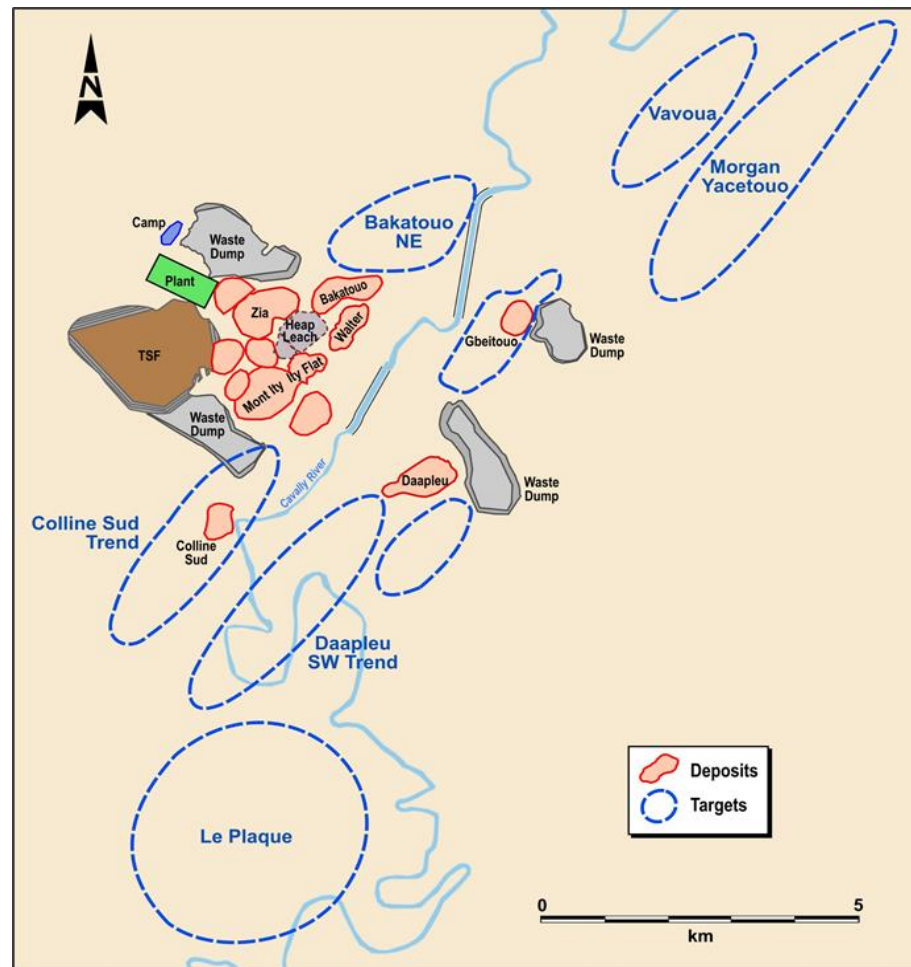 N
Vavoua
Morgan
Yacetouo
Bakatouo
NE
Camp
Waste
Dump
Plant
Zia
Bakatouo
Heap
Leach
Walter
Gbeitouo
Waste
Dump
TSF
Ity Flat
Mont Ity
Waste
Dump
Cavally River
Daapleu
Waste
Dump
Colline Sud
Trend
Colline
Sud
Daapleu
SW Trend
Le Plaque
Deposits
Targets
0 5
km